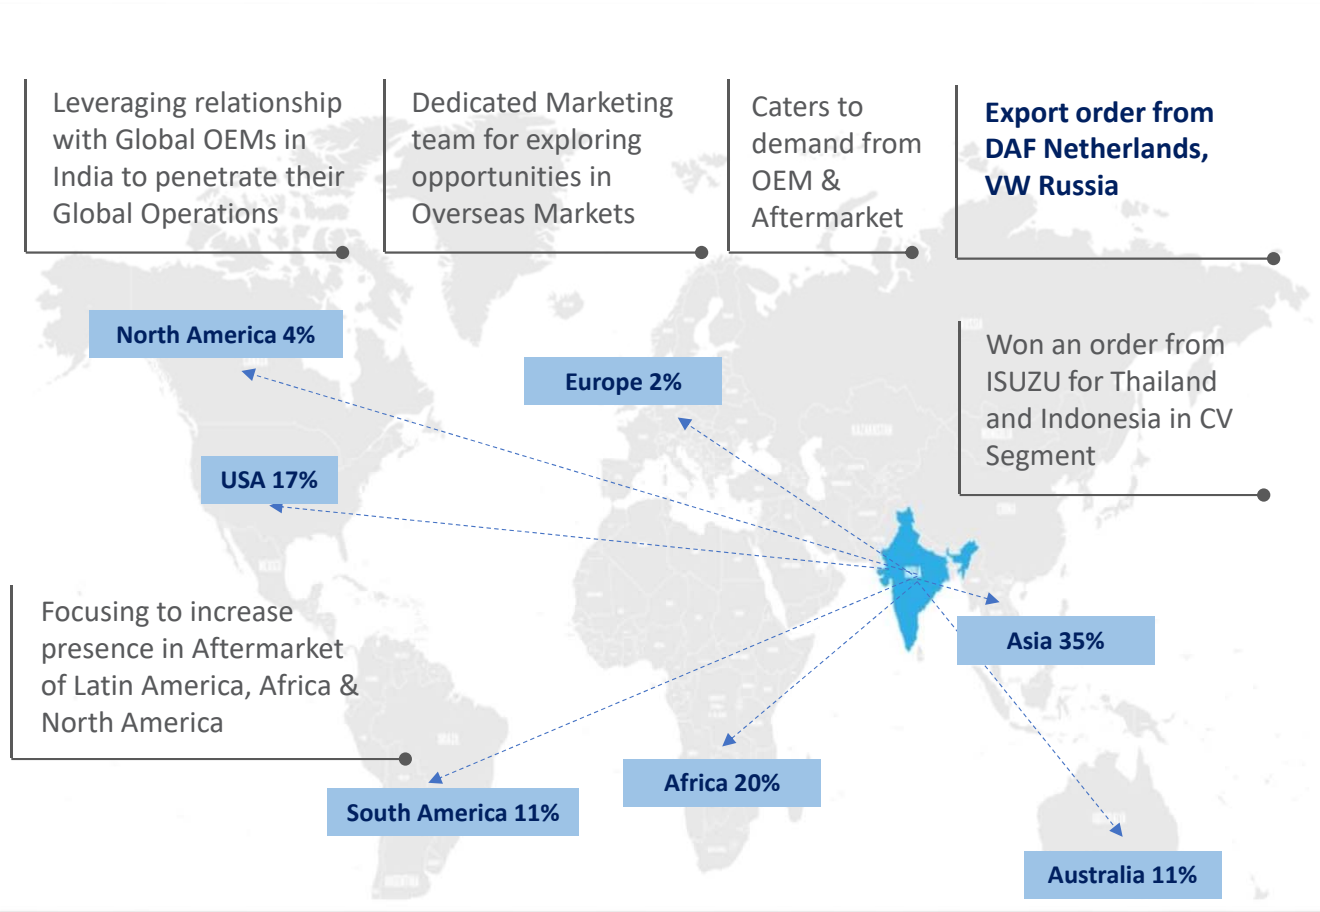 Leveraging relationship
with Global OEMs in
India to penetrate their
Global Operations
Dedicated Marketing
team for exploring
opportunities in
Overseas Markets
Caters to
demand from
OEM &
Aftermarket
Export order from
DAF Netherlands,
VW Russia
North America 4%
Europe 2%
Won an order from
ISUZU for Thailand
and Indonesia in CV
Segment
USA 17%
Focusing to increase
presence in Aftermarket
of Latin America, Africa &
North America
Asia 35%
Africa 20%
South America 11%
Australia 11%